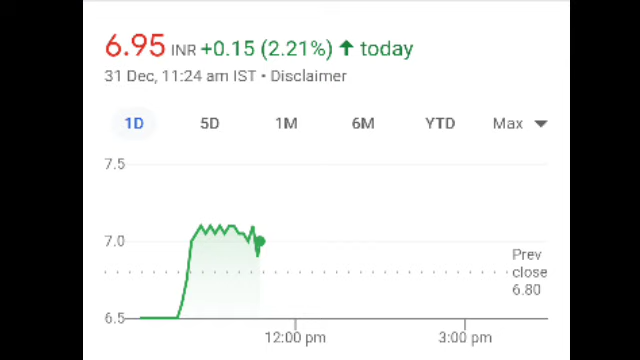 6.95 INR +0.15 (2.21%) ↑ today
31 Dec, 11:24 am IST • Disclaimer
1D 5D 1M 6M YTD Max
7.5
7.0
Prev
close
6.80
6.5
12:00 pm 3:00 pm